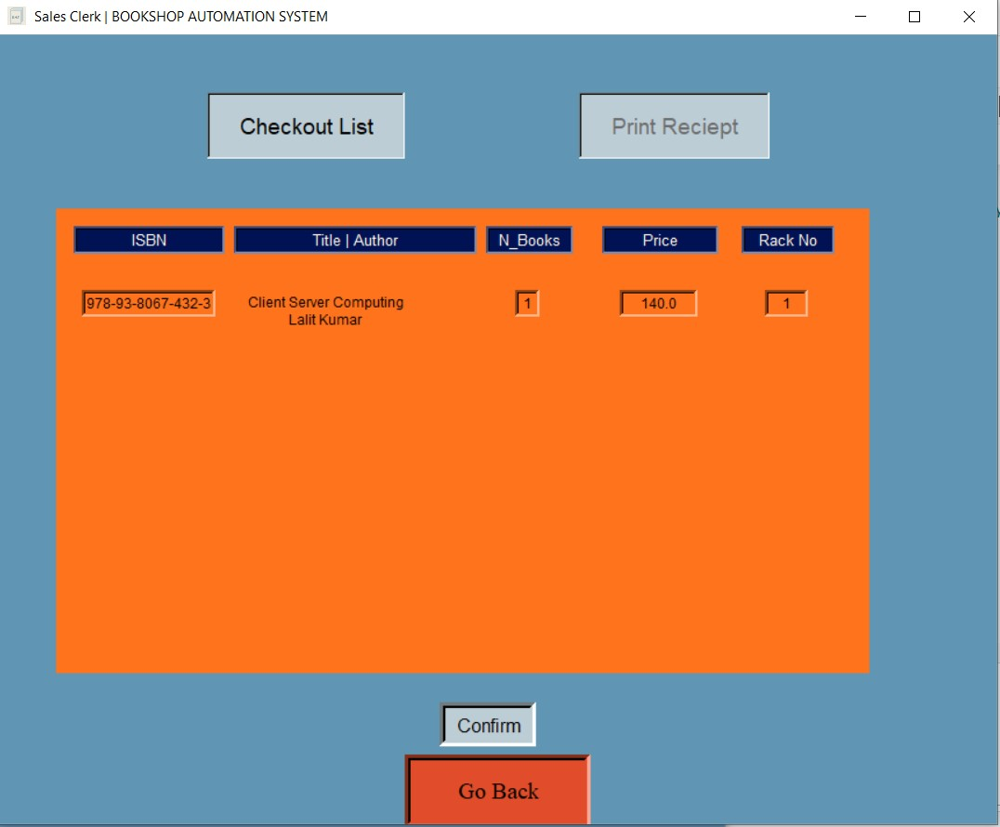 Sales Clerk | BOOKSHOP AUTOMATION SYSTEM
Checkout List
Print Reciept
ISBN
Title | Author
N_Books
Price
Rack No
978-93-8067-432-3
Client Server Computing
Lalit Kumar
1
140.0
1
Confirm
Go Back